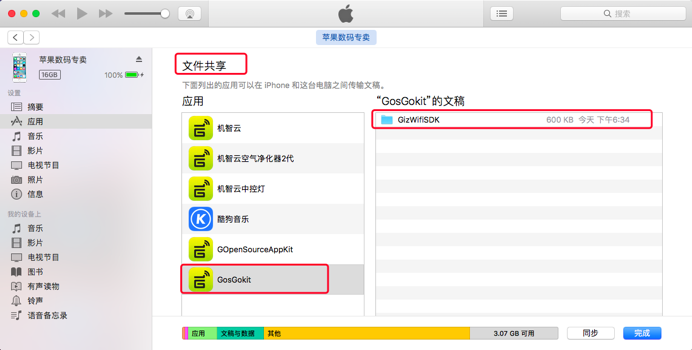 搜索
苹果数码专卖
苹果数码专卖
16GB
100%
设置
摘要
应用
音乐
影片
电视节目
照片
信息
我的设备上
音乐
影片
电视节目
图书
有声读物
铃声
语音备忘录
文件共享
下面列出的应用可以在 iPhone 和这台电脑之间传输文稿。
应用
机智云
机智云空气净化器2代
机智云中控灯
酷狗音乐
GOpenSourceAppKit
GosGokit
“GosGokit”的文稿
GizWifiSDK 600 KB 今天 下午6:34
应用 文稿与数据 其他 3.07 GB 可用
同步 完成